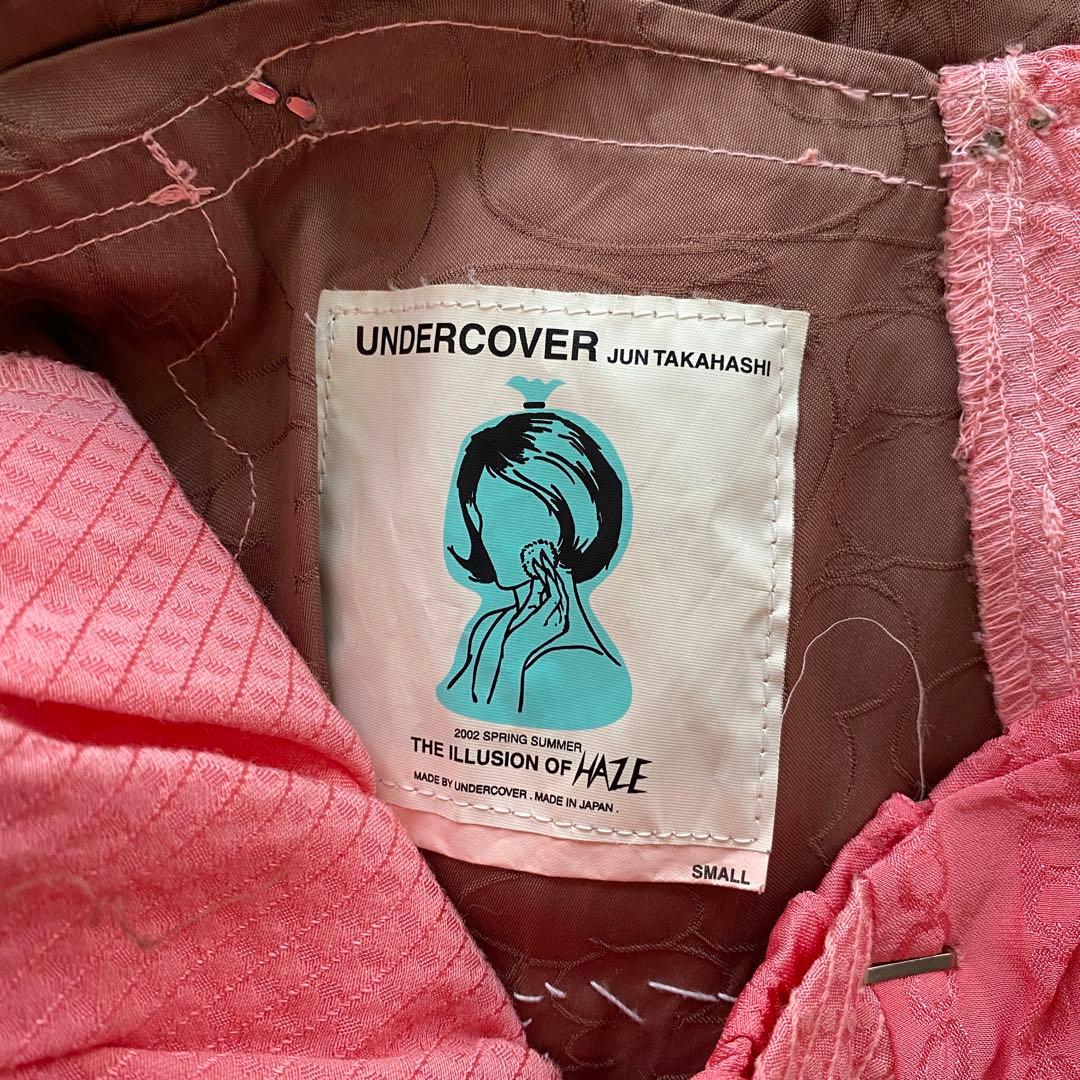 UNDERCOVER JUN TAKAHASHI
2002 SPRING SUMMER
THE ILLUSION OF HAZE
MADE BY UNDERCOVER . MADE IN JAPAN .
SMALL